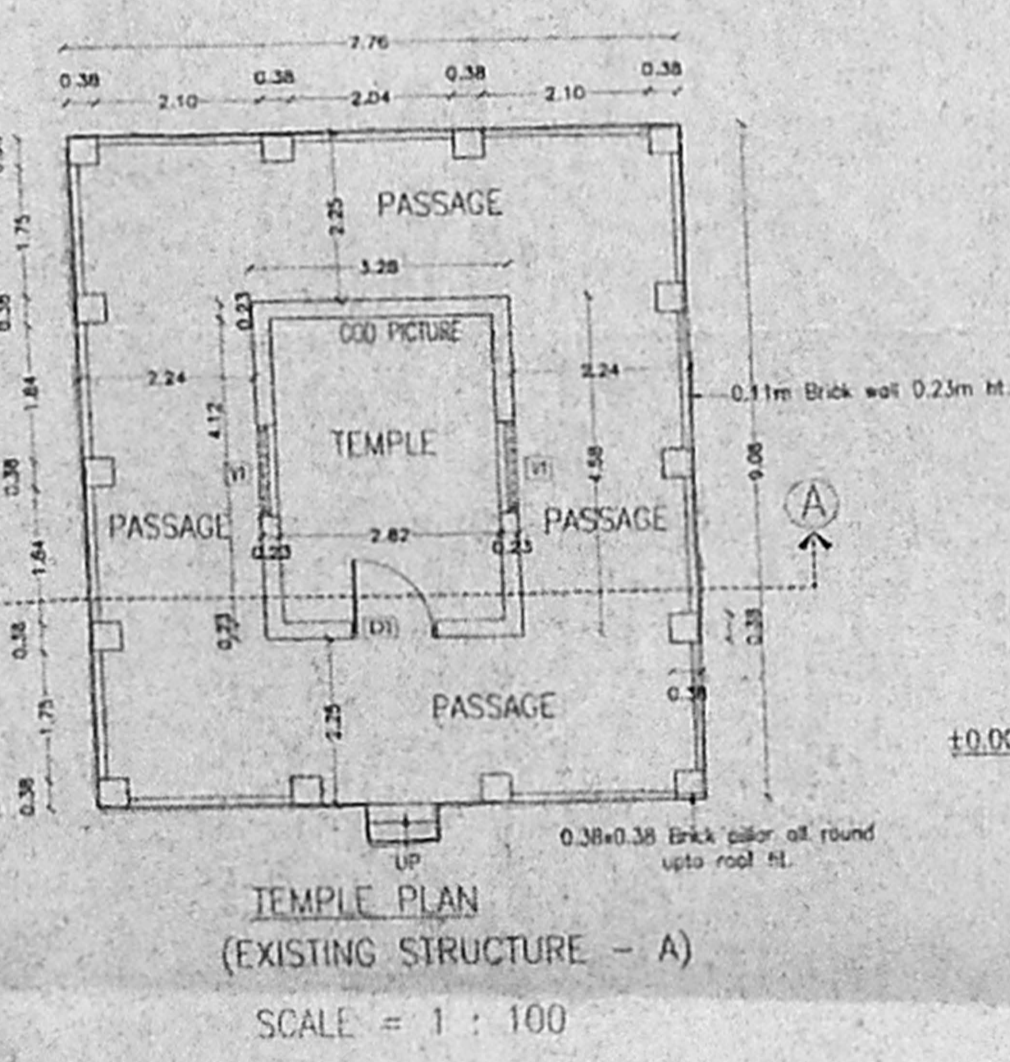 7.76
0.38 0.38 0.38 0.38
2.10 2.04 2.10
PASSAGE
2.25
1.75
3.28
0.23
0.38
GOD PICTURE
2.24
2.24
0.11m Brick wall 0.23m ht.
1.84
4.12
TEMPLE
4.58
9.08
0.38
V1
V1
A
PASSAGE
PASSAGE
2.82
0.23
0.23
1.84
0.23
D1
0.38
0.38
0.38
PASSAGE
2.25
1.75
±0.00
0.38
0.38x0.38 Brick pillar all round
upto roof ht.
UP
TEMPLE PLAN
(EXISTING STRUCTURE - A)
SCALE = 1 : 100